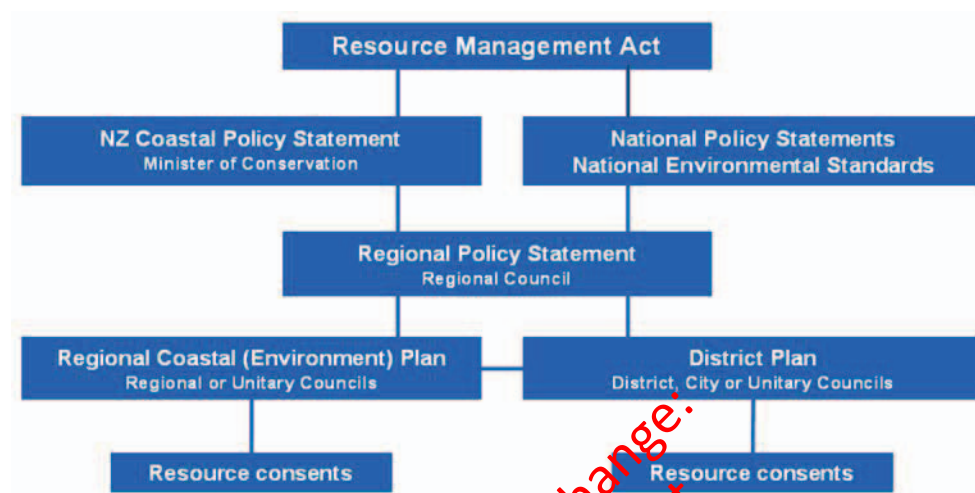 Resource Management Act
NZ Coastal Policy Statement
Minister of Conservation
National Policy Statements
National Environmental Standards
Regional Policy Statement
Regional Council
Regional Coastal (Environment) Plan
Regional or Unitary Councils
District Plan
District, City or Unitary Councils
Resource consents
Resource consents